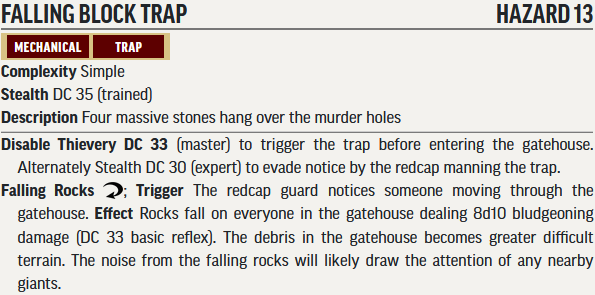 FALLING BLOCK TRAP HAZARD 13
MECHANICAL TRAP
Complexity Simple
Stealth DC 35 (trained)
Description Four massive stones hang over the murder holes
Disable Thievery DC 33 (master) to trigger the trap before entering the gatehouse.
Alternately Stealth DC 30 (expert) to evade notice by the redcap manning the trap.
Falling Rocks ; Trigger The redcap guard notices someone moving through the
gatehouse. Effect Rocks fall on everyone in the gatehouse dealing 8d10 bludgeoning
damage (DC 33 basic reflex). The debris in the gatehouse becomes greater difficult
terrain. The noise from the falling rocks will likely draw the attention of any nearby
giants.